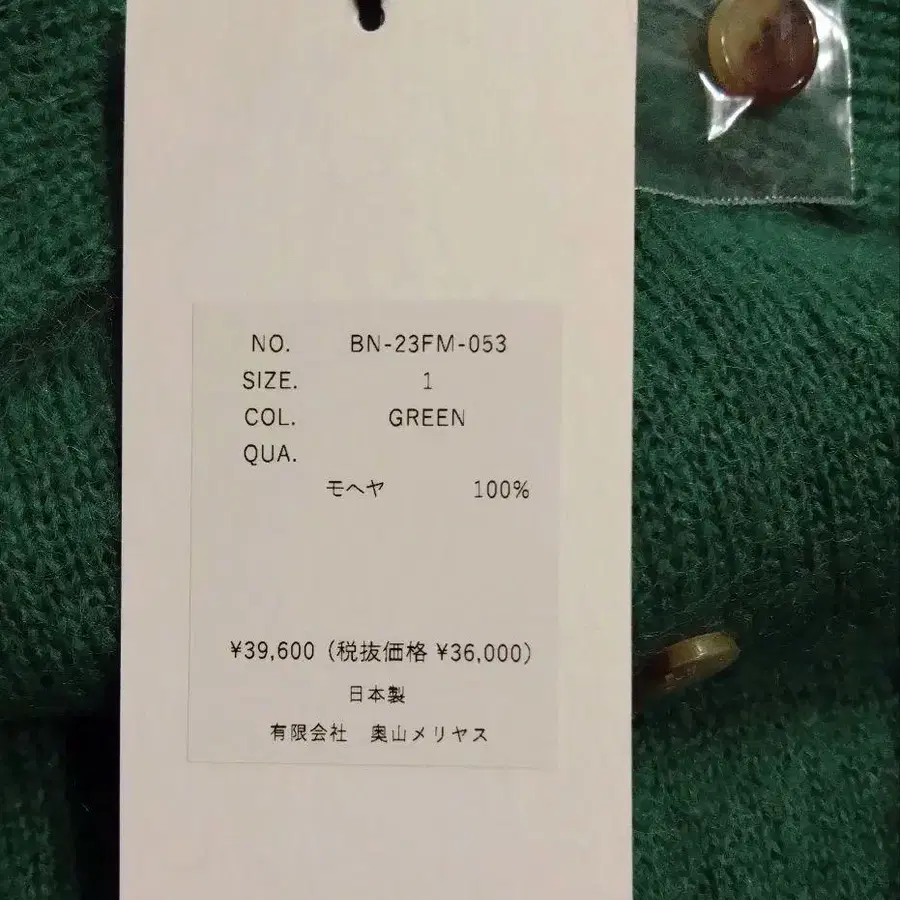 NO. BN-23FM-053
SIZE. 1
COL. GREEN
QUA.
モヘヤ 100%
¥39,600 (税抜価格 ¥36,000)
日本製
有限会社 奥山メリヤス